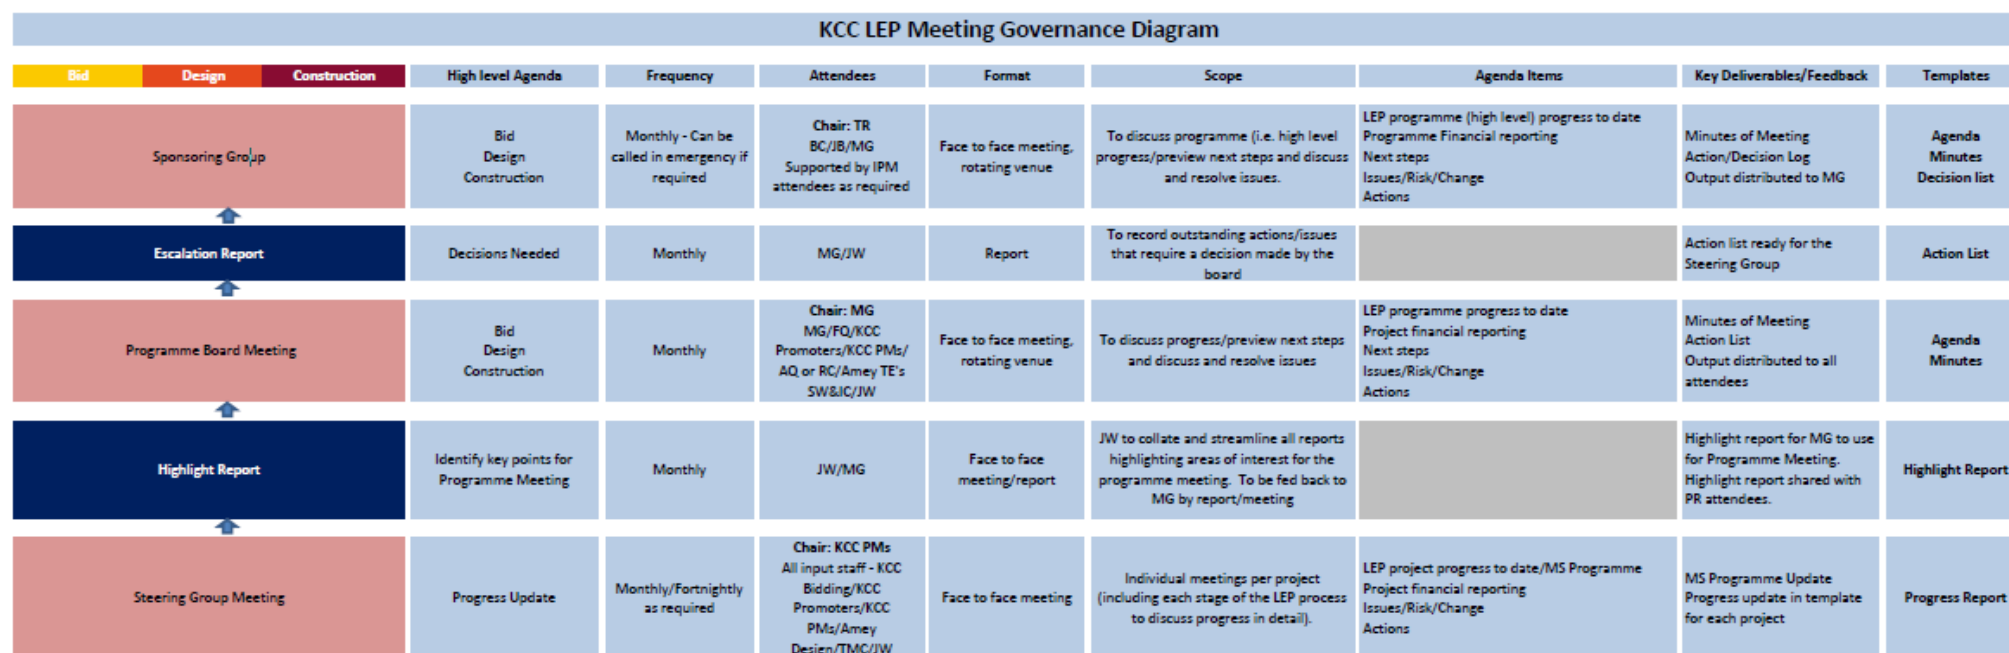 KCC LEP Meeting Governance Diagram
Bid Design Construction High level Agenda Frequency Attendees Format Scope Agenda Items Key Deliverables/Feedback Templates
Sponsoring Group
Bid
Design
Construction
Monthly - Can be
called in emergency if
required
Chair: TR
BC/JB/MG
Supported by IPM
attendees as required
Face to face meeting,
rotating venue
To discuss programme (i.e. high level
progress/preview next steps and discuss
and resolve issues.
LEP programme (high level) progress to date
Programme Financial reporting
Next steps
Issues/Risk/Change
Actions
Minutes of Meeting
Action/Decision Log
Output distributed to MG
Agenda
Minutes
Decision list
Escalation Report
Decisions Needed
Monthly
MG/JW
Report
To record outstanding actions/issues
that require a decision made by the
board
Action list ready for the
Steering Group
Action List
Programme Board Meeting
Bid
Design
Construction
Monthly
Chair: MG
MG/FQ/KCC
Promoters/KCC PMs/
AQ or RC/Amey TE's
SW&IC/JW
Face to face meeting,
rotating venue
To discuss progress/preview next steps
and discuss and resolve issues
LEP programme progress to date
Project financial reporting
Next steps
Issues/Risk/Change
Actions
Minutes of Meeting
Action List
Output distributed to all
attendees
Agenda
Minutes
Highlight Report
Identify key points for
Programme Meeting
Monthly
JW/MG
Face to face
meeting/report
JW to collate and streamline all reports
highlighting areas of interest for the
programme meeting. To be fed back to
MG by report/meeting
Highlight report for MG to use
for Programme Meeting.
Highlight report shared with
PR attendees.
Highlight Report
Steering Group Meeting
Progress Update
Monthly/Fortnightly
as required
Chair: KCC PMs
All input staff - KCC
Bidding/KCC
Promoters/KCC
PMs/Amey
Design/TMC/JW
Face to face meeting
Individual meetings per project
(including each stage of the LEP process
to discuss progress in detail).
LEP project progress to date/MS Programme
Project financial reporting
Issues/Risk/Change
Actions
MS Programme Update
Progress update in template
for each project
Progress Report